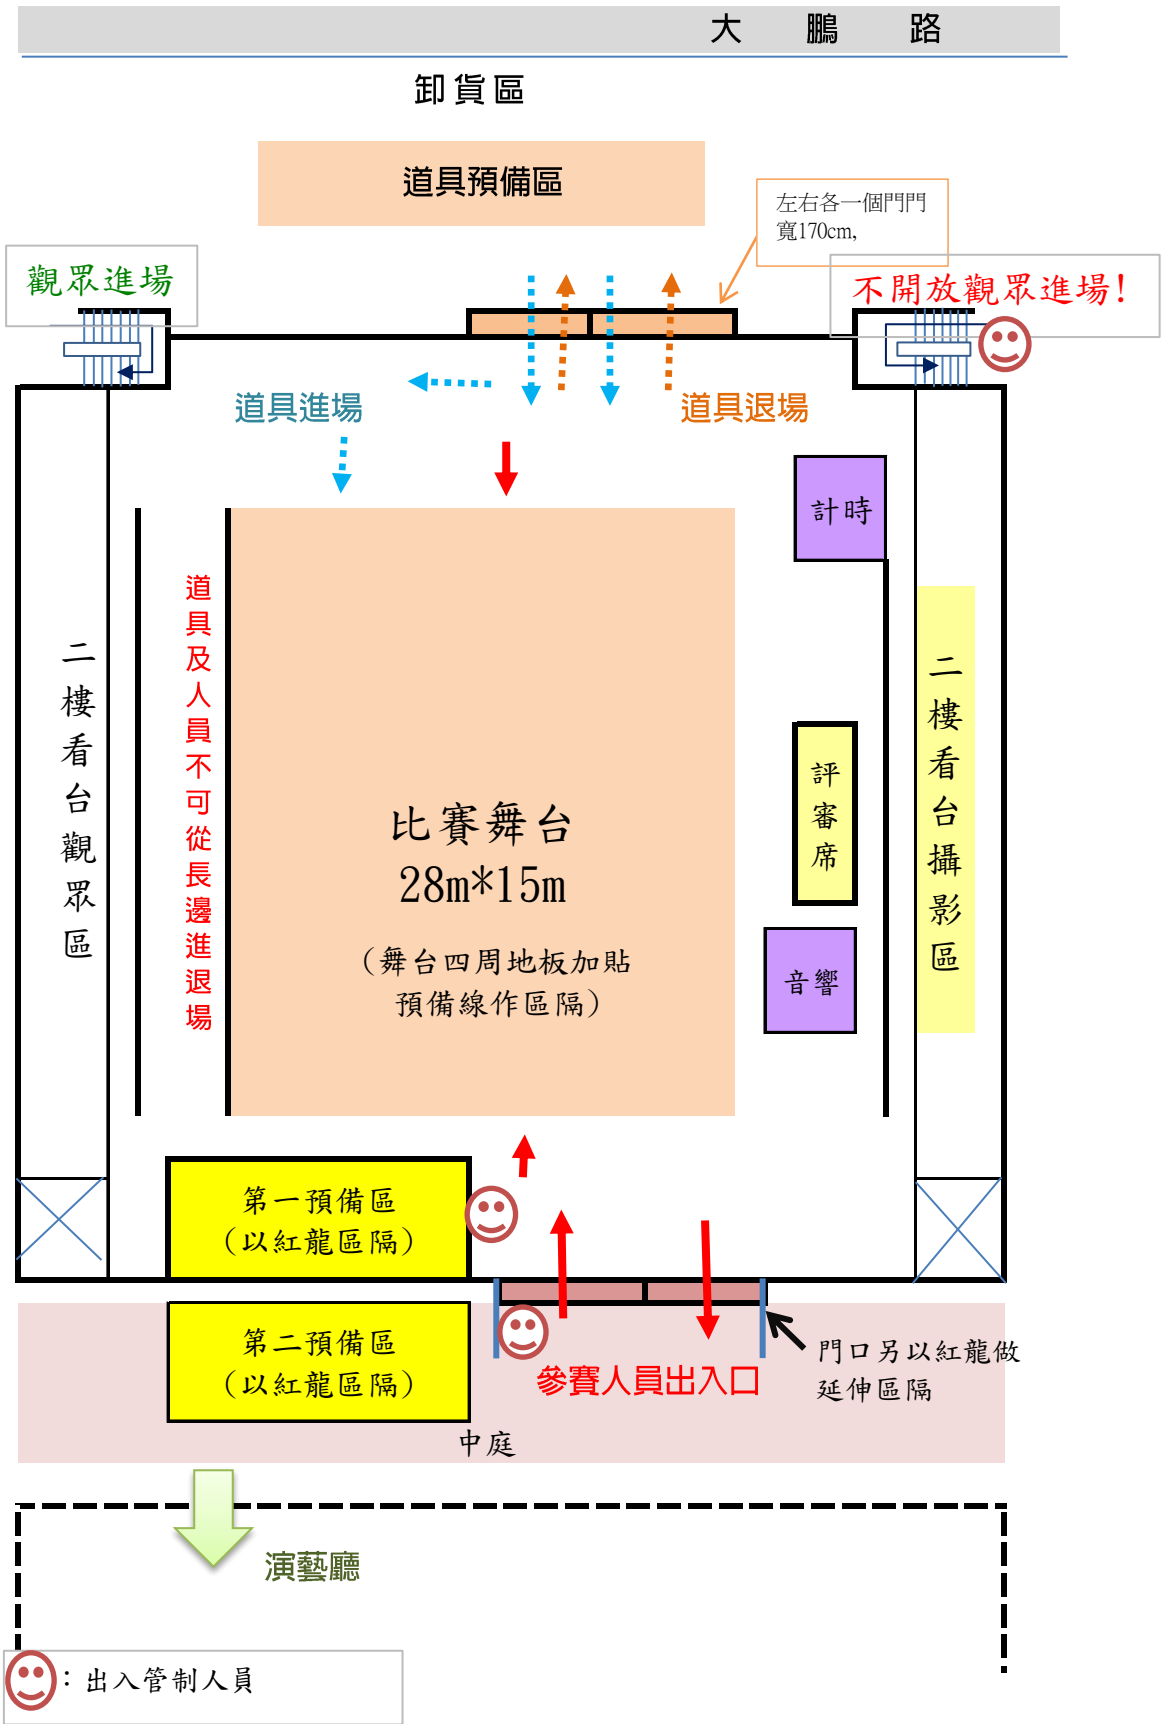 大鵬路
卸貨區
道具預備區
左右各一個門門
寬170cm,
觀眾進場
不開放觀眾進場!
道具進場
道具退場
計時
道具及人員不可從長邊進退場
二樓看台觀眾區
二樓看台攝影區
評審席
比賽舞台
28m*15m
(舞台四周地板加貼
預備線作區隔)
音響
第一預備區
(以紅龍區隔)
第二預備區
(以紅龍區隔)
參賽人員出入口
門口另以紅龍做
延伸區隔
中庭
演藝廳
：出入管制人員